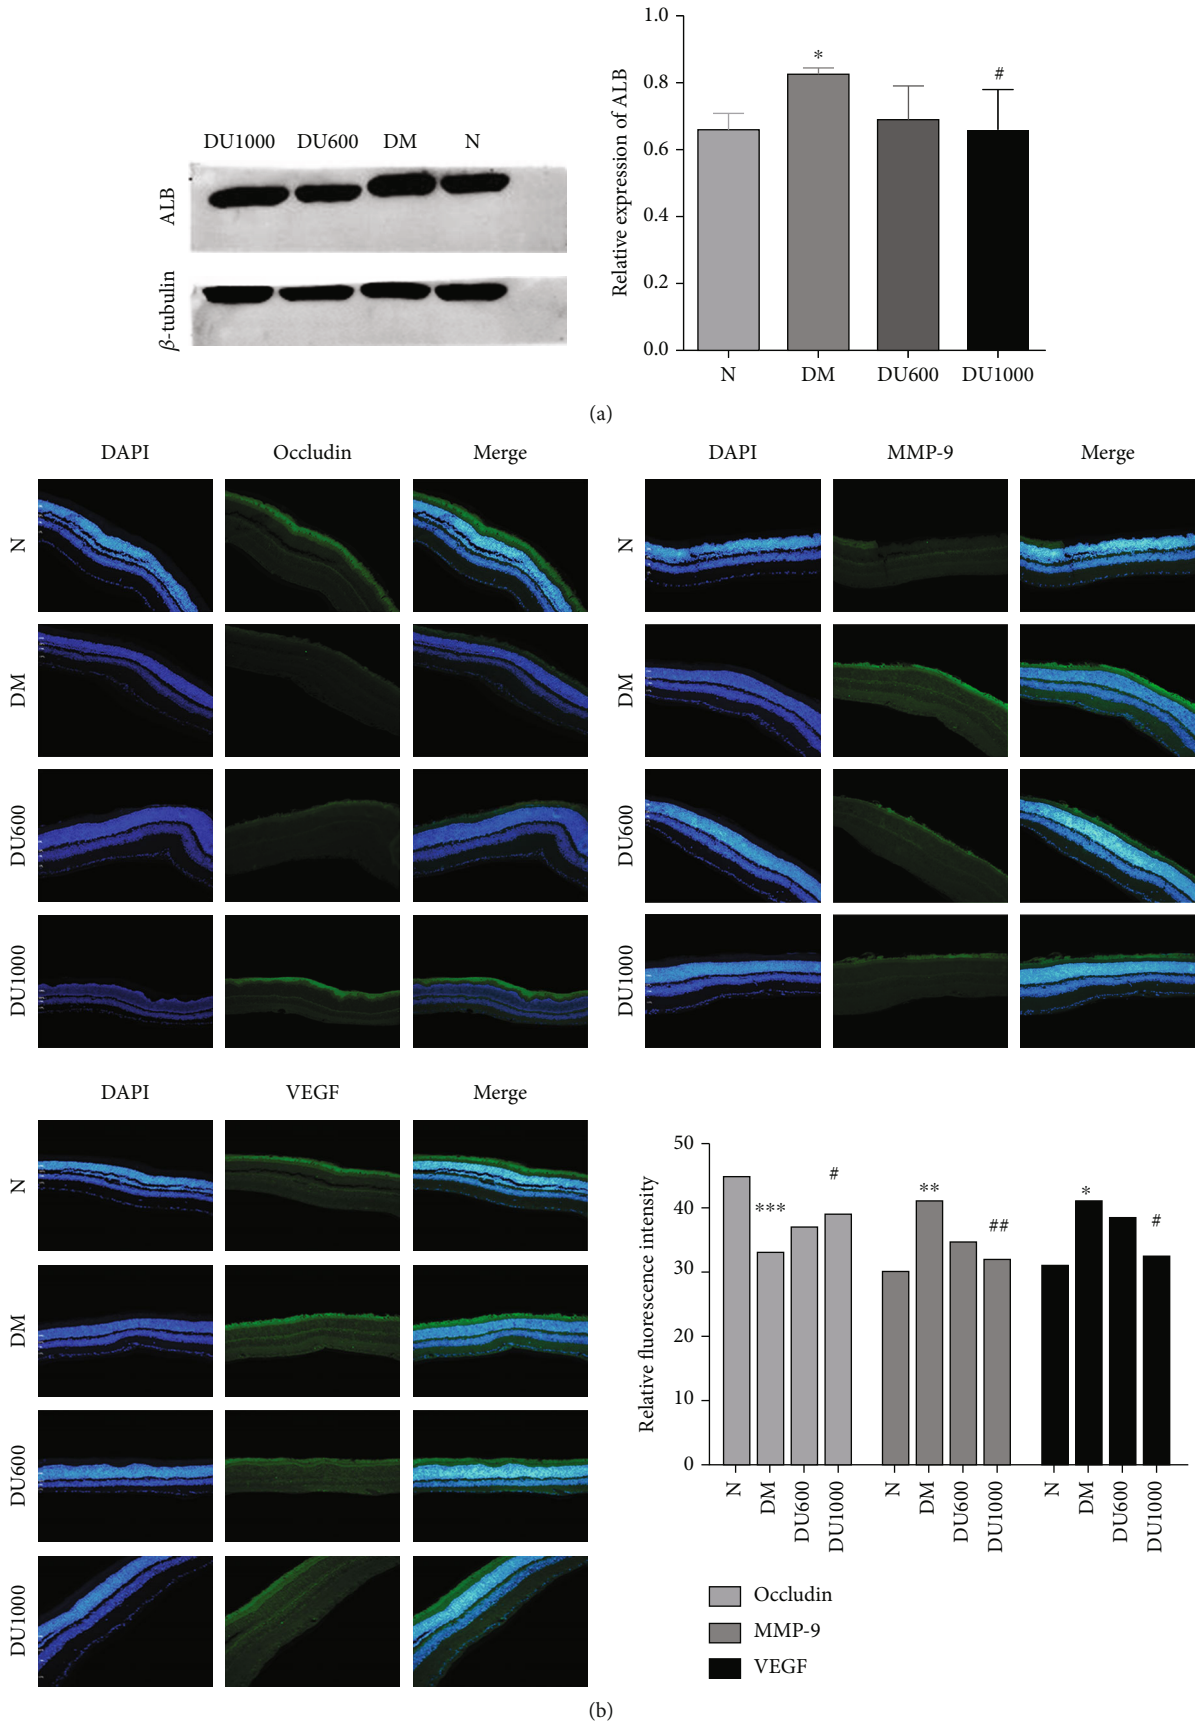 DU1000 DU600 DM N
ALB
β-tubulin
Relative expression of ALB
1.0
0.8
0.6
0.4
0.2
0.0
*
#
N DM DU600 DU1000
(a)
DAPI Occludin Merge
N
DM
DU600
DU1000
DAPI MMP-9 Merge
N
DM
DU600
DU1000
DAPI VEGF Merge
N
DM
DU600
DU1000
Relative fluorescence intensity
50
40
30
20
10
0
***
#
**
##
*
#
N DM DU600 DU1000 N DM DU600 DU1000 N DM DU600 DU1000
Occludin
MMP-9
VEGF
(b)